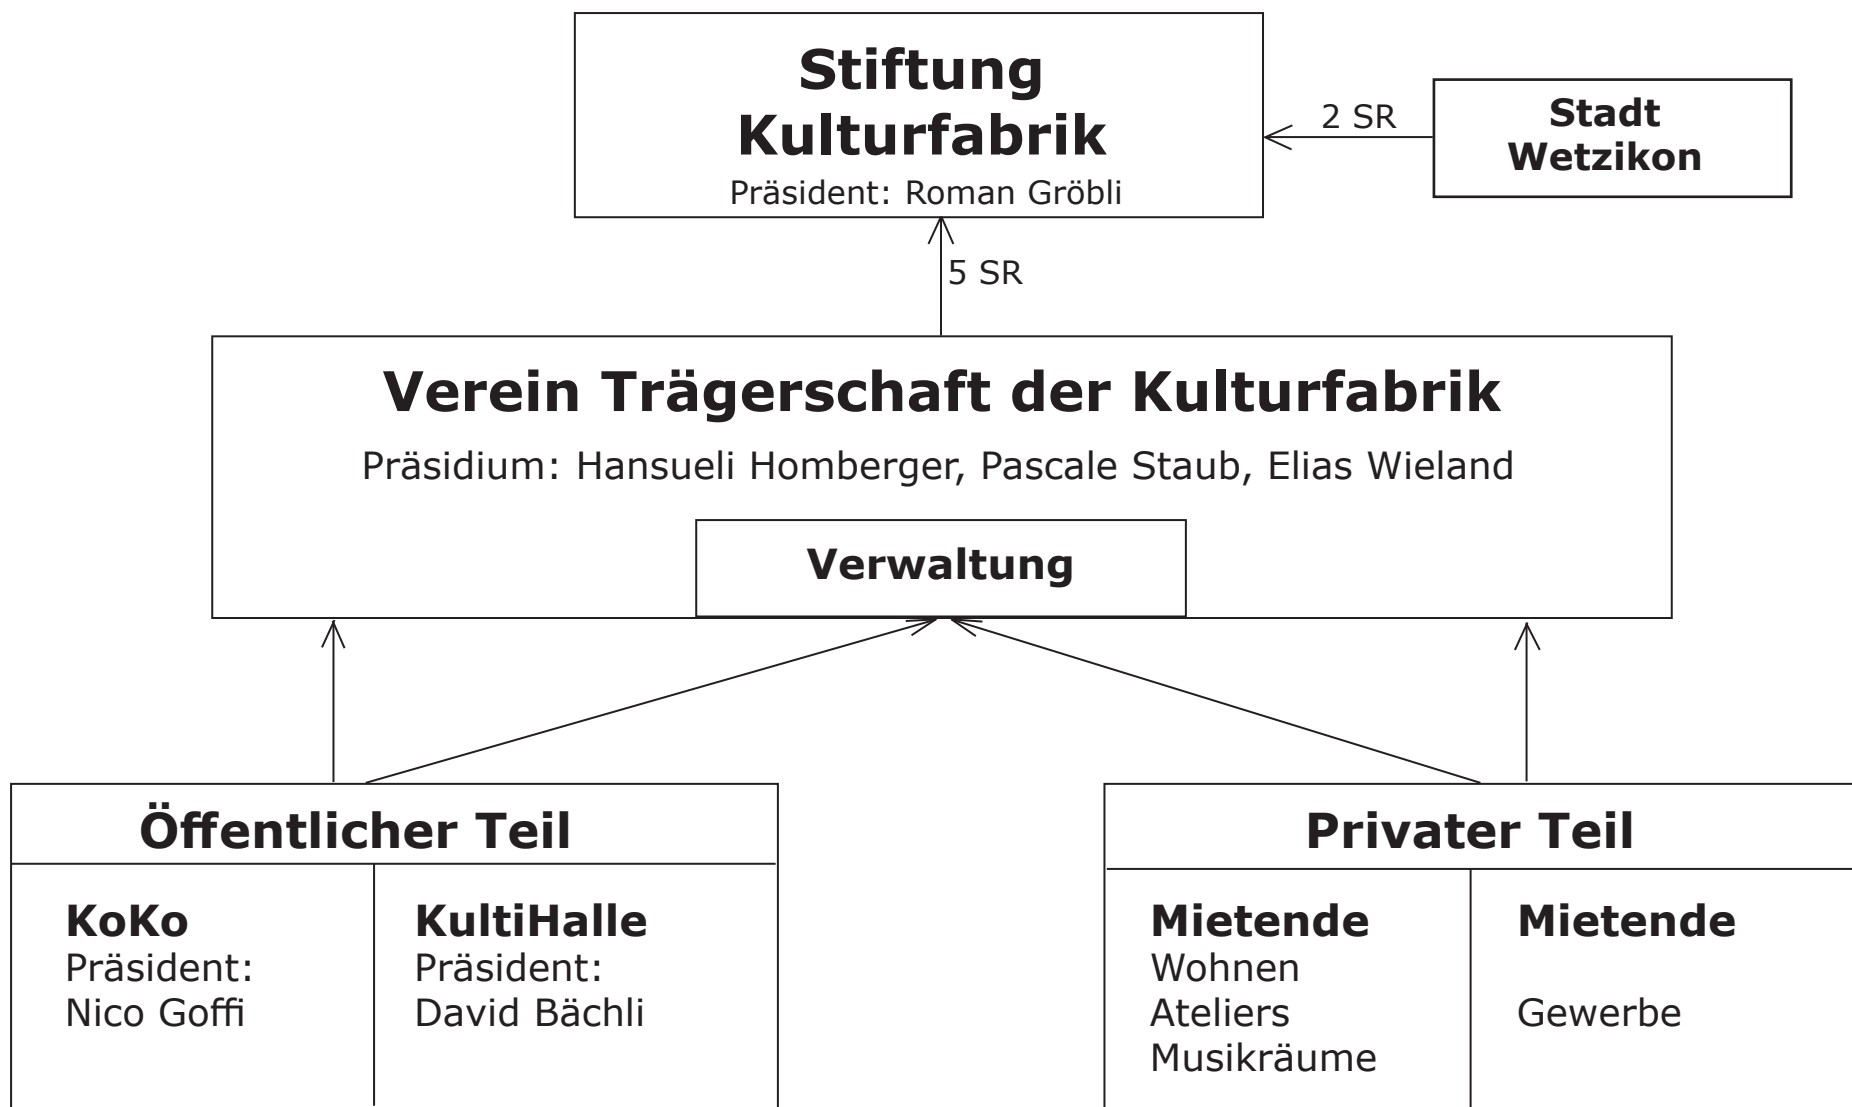 Stiftung
Kulturfabrik
Präsident: Roman Gröbli
2 SR
Stadt
Wetzikon
5 SR
Verein Trägerschaft der Kulturfabrik
Präsidium: Hansueli Homberger, Pascale Staub, Elias Wieland
Verwaltung
Öffentlicher Teil
KoKo
Präsident:
Nico Goffi
KultiHalle
Präsident:
David Bächli
Privater Teil
Mietende
Wohnen
Ateliers
Musikräume
Mietende
Gewerbe